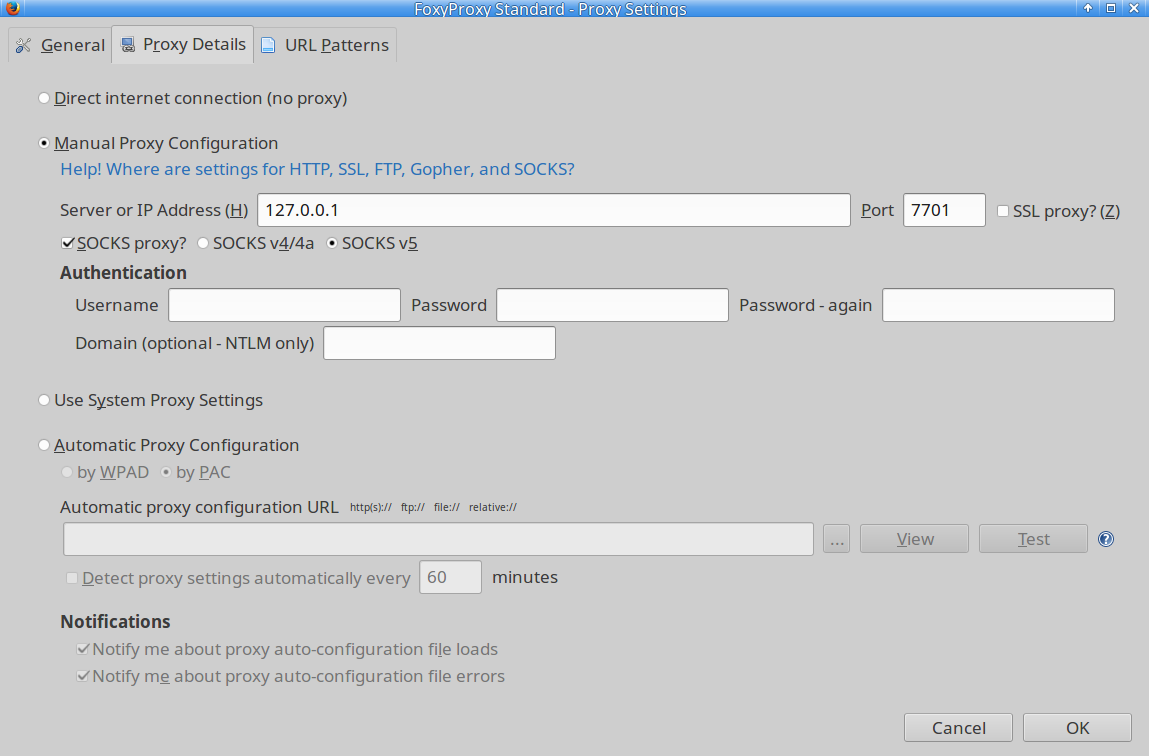 FoxyProxy Standard - Proxy Settings
General Proxy Details URL Patterns
Direct internet connection (no proxy)
Manual Proxy Configuration
Help! Where are settings for HTTP, SSL, FTP, Gopher, and SOCKS?
Server or IP Address (H) 127.0.0.1 Port 7701 SSL proxy? (Z)
SOCKS proxy? SOCKS v4/4a SOCKS v5
Authentication
Username Password Password - again
Domain (optional - NTLM only)
Use System Proxy Settings
Automatic Proxy Configuration
by WPAD by PAC
Automatic proxy configuration URL http(s):// ftp:// file:// relative://
... View Test ?
Detect proxy settings automatically every 60 minutes
Notifications
Notify me about proxy auto-configuration file loads
Notify me about proxy auto-configuration file errors
Cancel OK